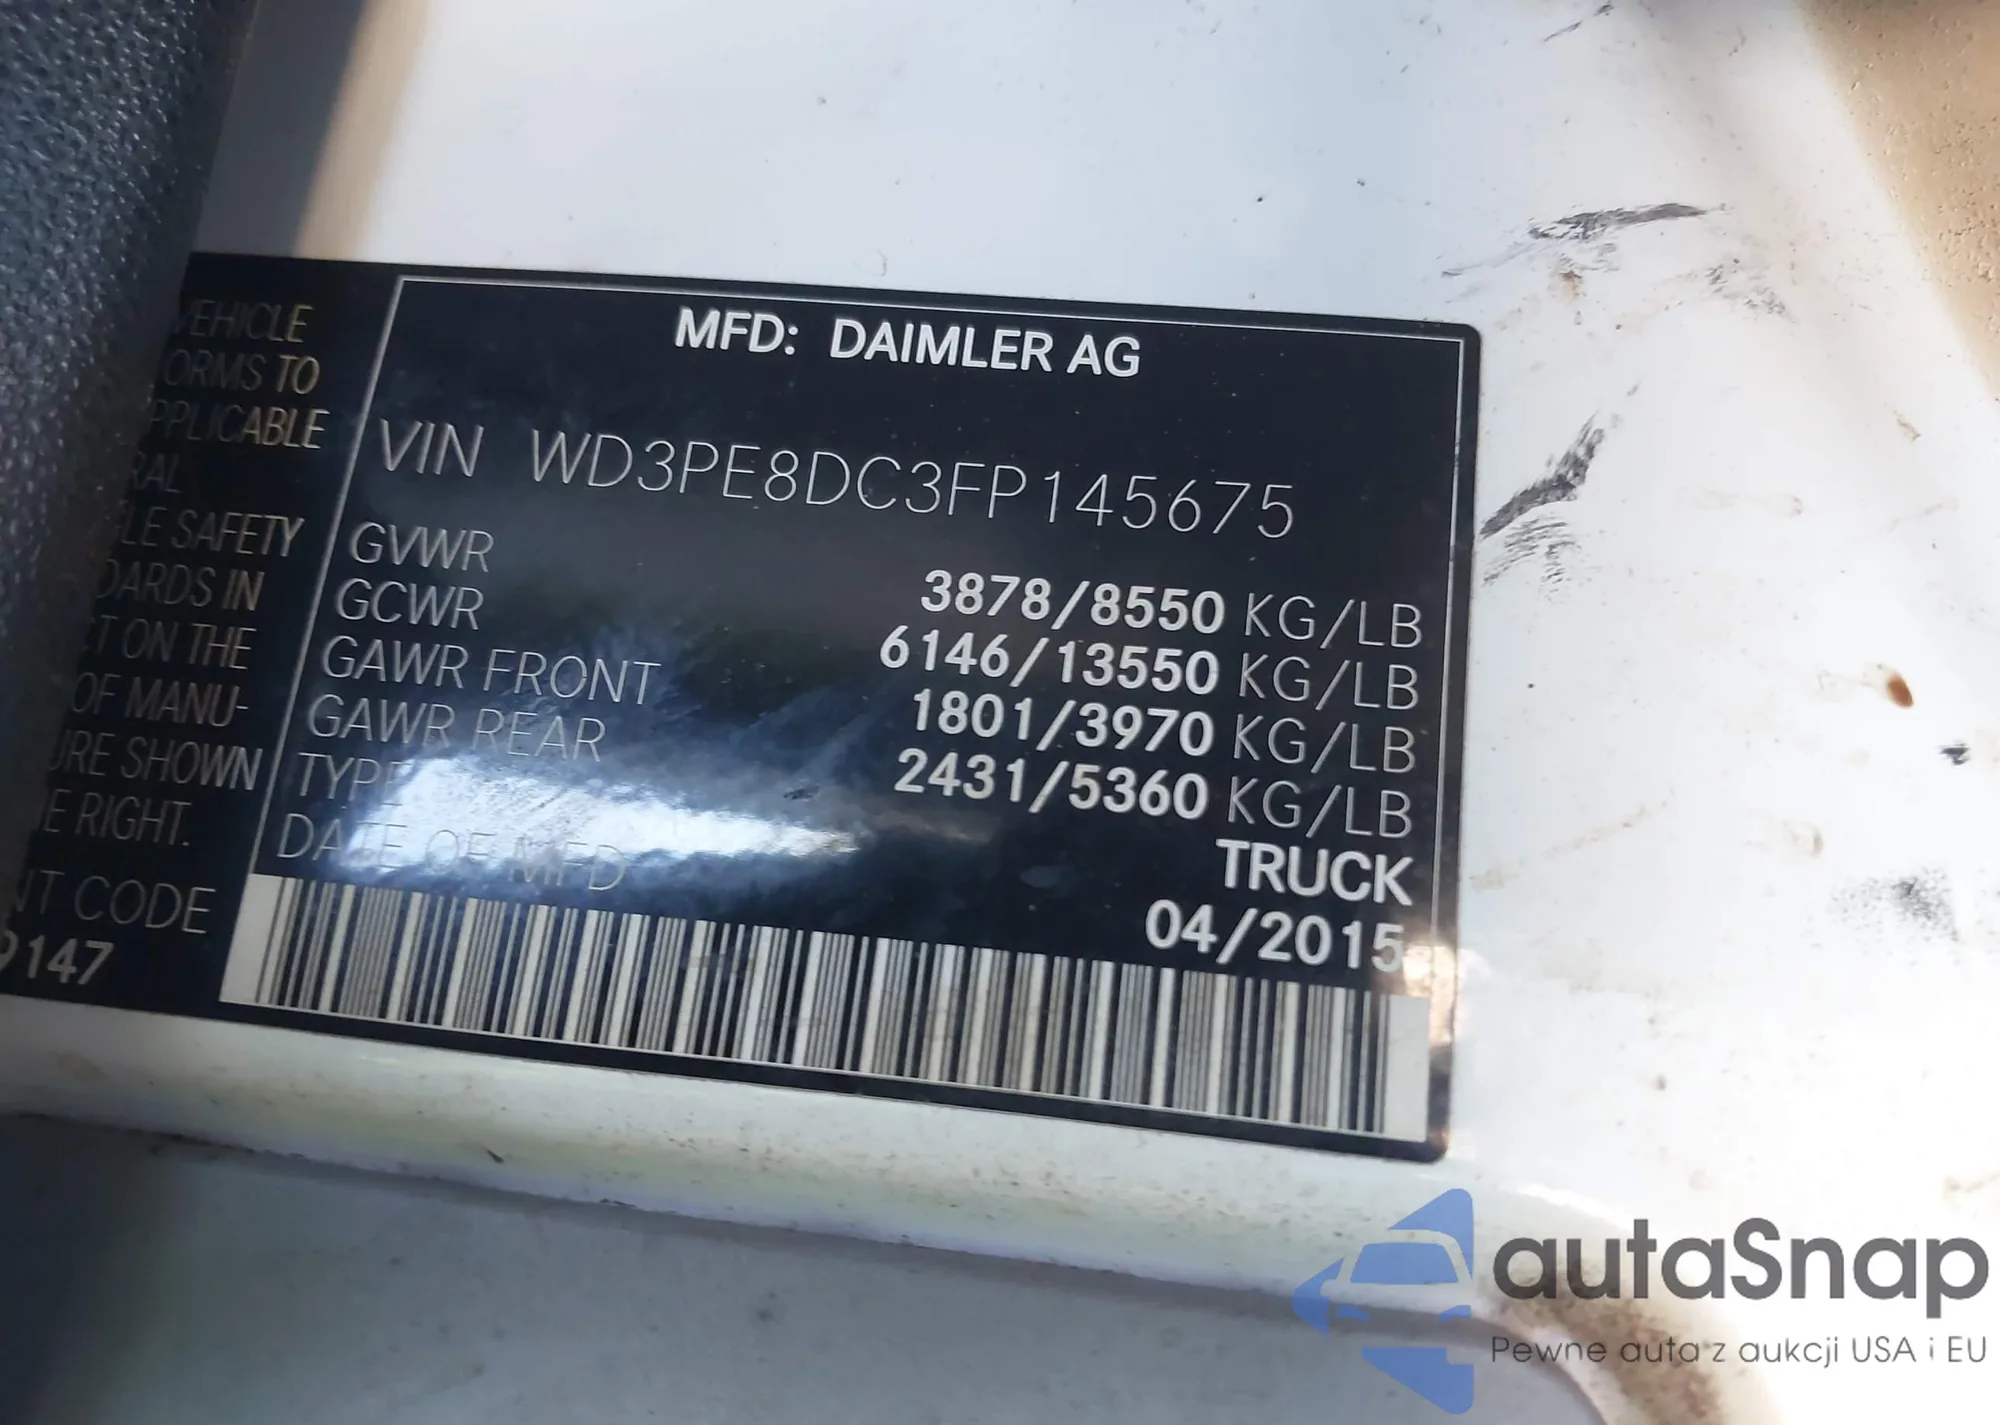 VEHICLE
ORMS TO
PPLICABLE
RAL
LE SAFETY
DARDS IN
CT ON THE
OF MANU-
URE SHOWN
E RIGHT.
NT CODE
9147
MFD: DAIMLER AG
VIN WD3PE8DC3FP145675
GVWR 3878/8550 KG/LB
GCWR 6146/13550 KG/LB
GAWR FRONT 1801/3970 KG/LB
GAWR REAR 2431/5360 KG/LB
TYPE TRUCK
DATE OF MFD 04/2015
autaSnap
Pewne auta z aukcji USA i EU